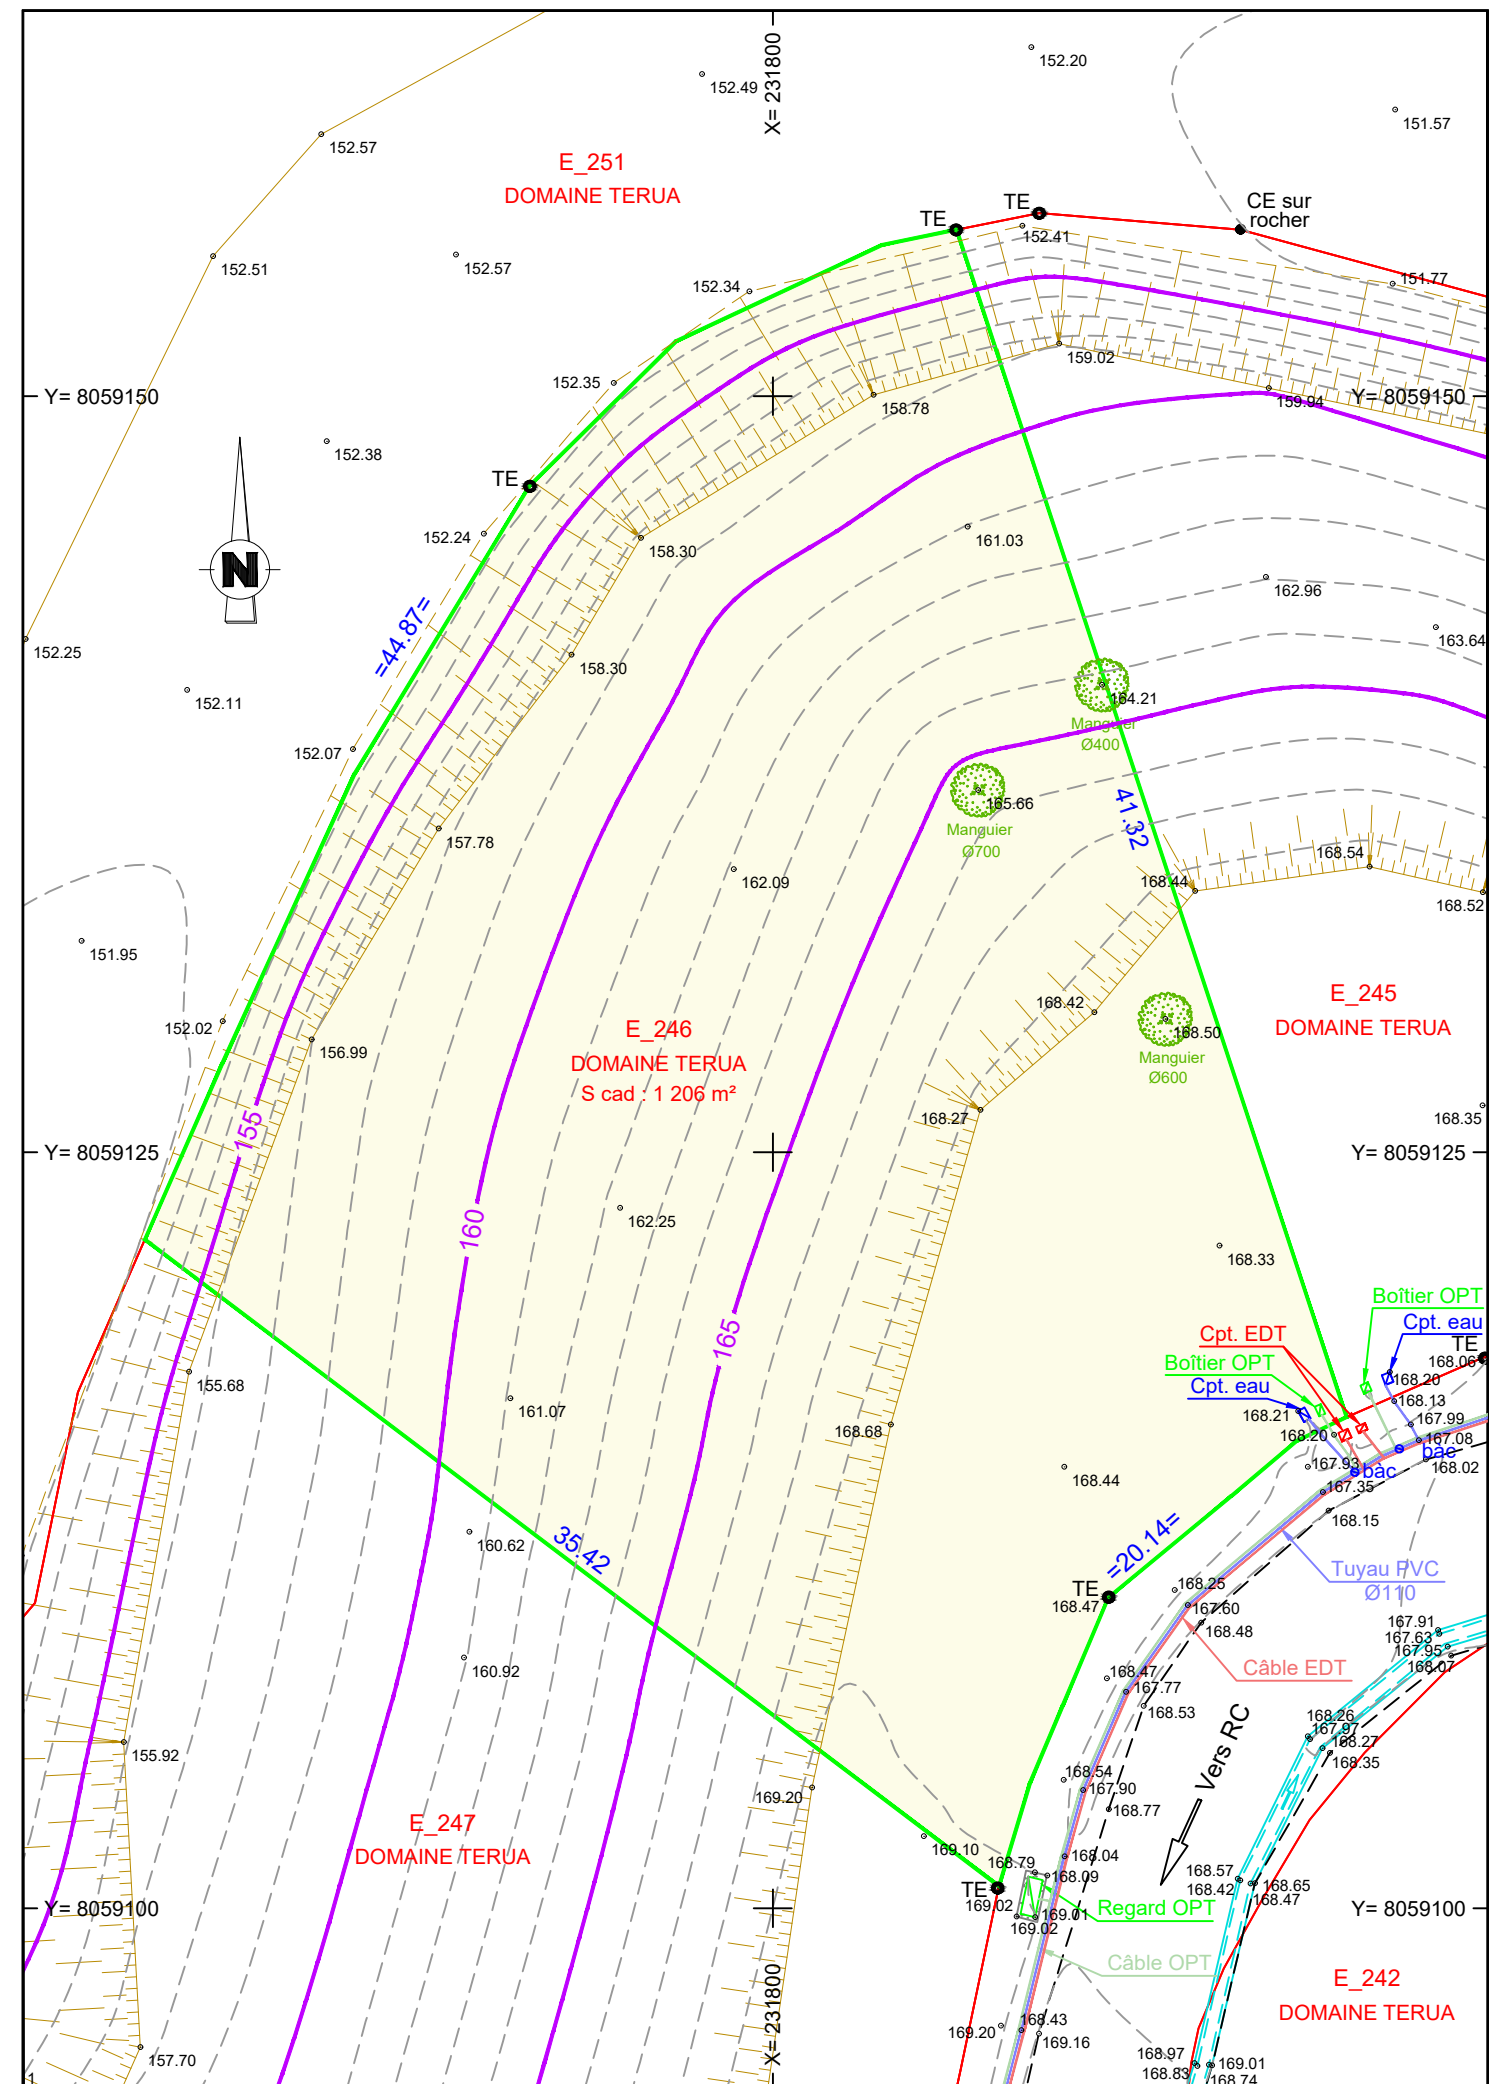 152.20
152.49
X= 231800
151.57
152.57
E_251
DOMAINE TERUA
TE
TE
CE sur
rocher
152.41
152.51
152.57
151.77
152.34
159.02
152.35
158.78
159.94
Y= 8059150
Y= 8059150
152.38
TE
152.24
158.30
161.03
N
162.96
=44.87=
152.25
158.30
163.64
152.11
164.21
Manguier
Ø400
152.07
165.66
41.32
157.78
Manguier
Ø700
168.54
162.09
168.44
168.52
151.95
E_245
DOMAINE TERUA
168.42
152.02
E_246
DOMAINE TERUA
S cad : 1 206 m²
168.50
156.99
Manguier
Ø600
168.27
168.35
155
Y= 8059125
Y= 8059125
162.25
160
168.33
Boîtier OPT
Cpt. eau
165
Cpt. EDT
TE
168.06
Boîtier OPT
168.20
155.68
Cpt. eau
168.13
161.07
168.21
167.99
168.68
168.20
167.08
bàc
168.02
168.44
167.93
bàc
167.35
168.15
160.62
35.42
=20.14=
Tuyau PVC
Ø110
TE
168.47
168.25
167.60
168.48
167.91
167.63
167.95
168.07
160.92
168.47
167.77
Câble EDT
168.53
168.26
167.97
168.27
168.35
155.92
Vers RC
168.54
167.90
169.20
168.77
E_247
DOMAINE TERUA
169.10
168.04
168.79
168.09
168.57
168.42
168.65
168.47
TE
169.02
169.01
169.02
Regard OPT
Y= 8059100
Y= 8059100
Câble OPT
E_242
DOMAINE TERUA
X= 231800
169.20
168.43
169.16
157.70
168.97
168.83
169.01
168.74
1